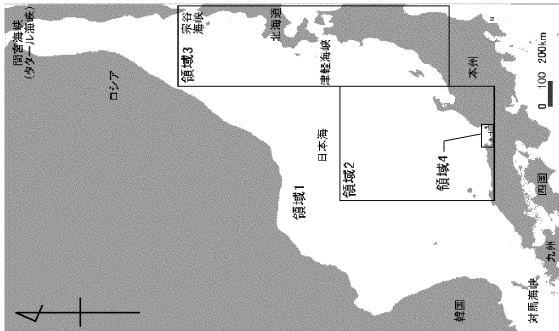 間宮海峡
(タタール海峡)
ロシア
宗谷
海峡
北海道
領域3
津軽海峡
日本海
本州
領域1
領域2
領域4
韓国
対馬海峡
九州
四国
0 100 200km
N